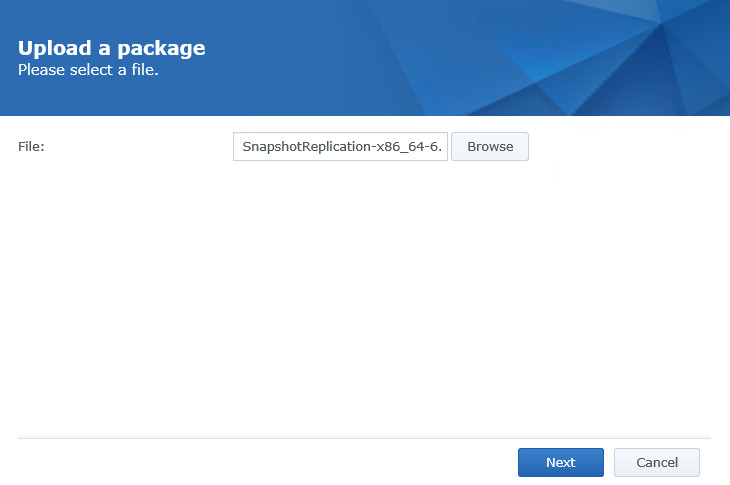 Upload a package
Please select a file.
File: SnapshotReplication-x86_64-6. Browse
Next Cancel